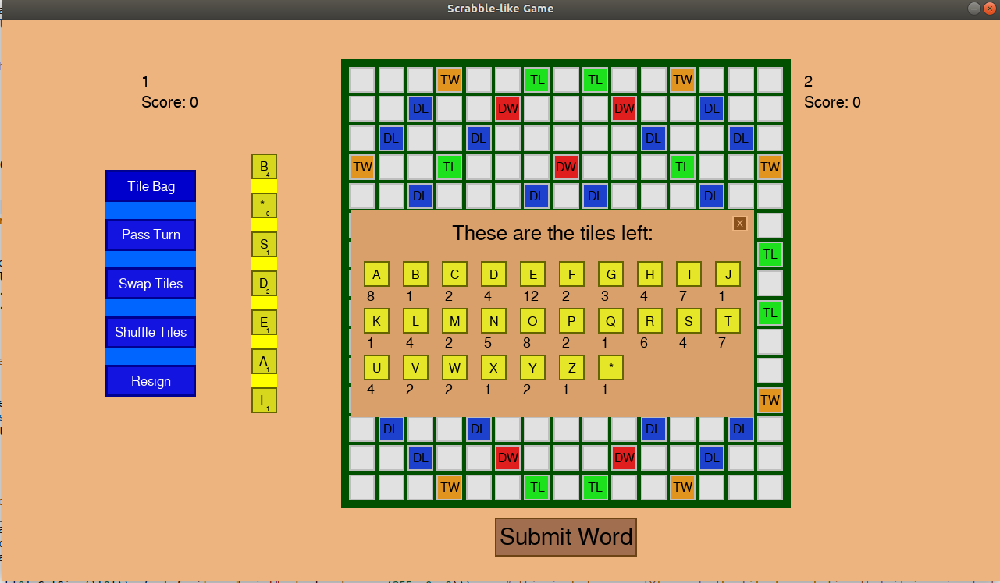 Scrabble-like Game
1
Score: 0
2
Score: 0
Tile Bag
Pass Turn
Swap Tiles
Shuffle Tiles
Resign
B 4
* 0
S 1
D 2
E 1
A 1
I 1
TW TL TL TW
DL DW DW DL
DL DL DL DL
TW TL DW TL TW
DL DL DL DL
X
These are the tiles left:
A B C D E F G H I J
8 1 2 4 12 2 3 4 7 1
K L M N O P Q R S T
1 4 2 5 8 2 1 6 4 7
U V W X Y Z *
4 2 2 1 2 1 1
TL
TL
TW
DL DL DL DL
DL DW DW DL
TW TL TL TW
Submit Word